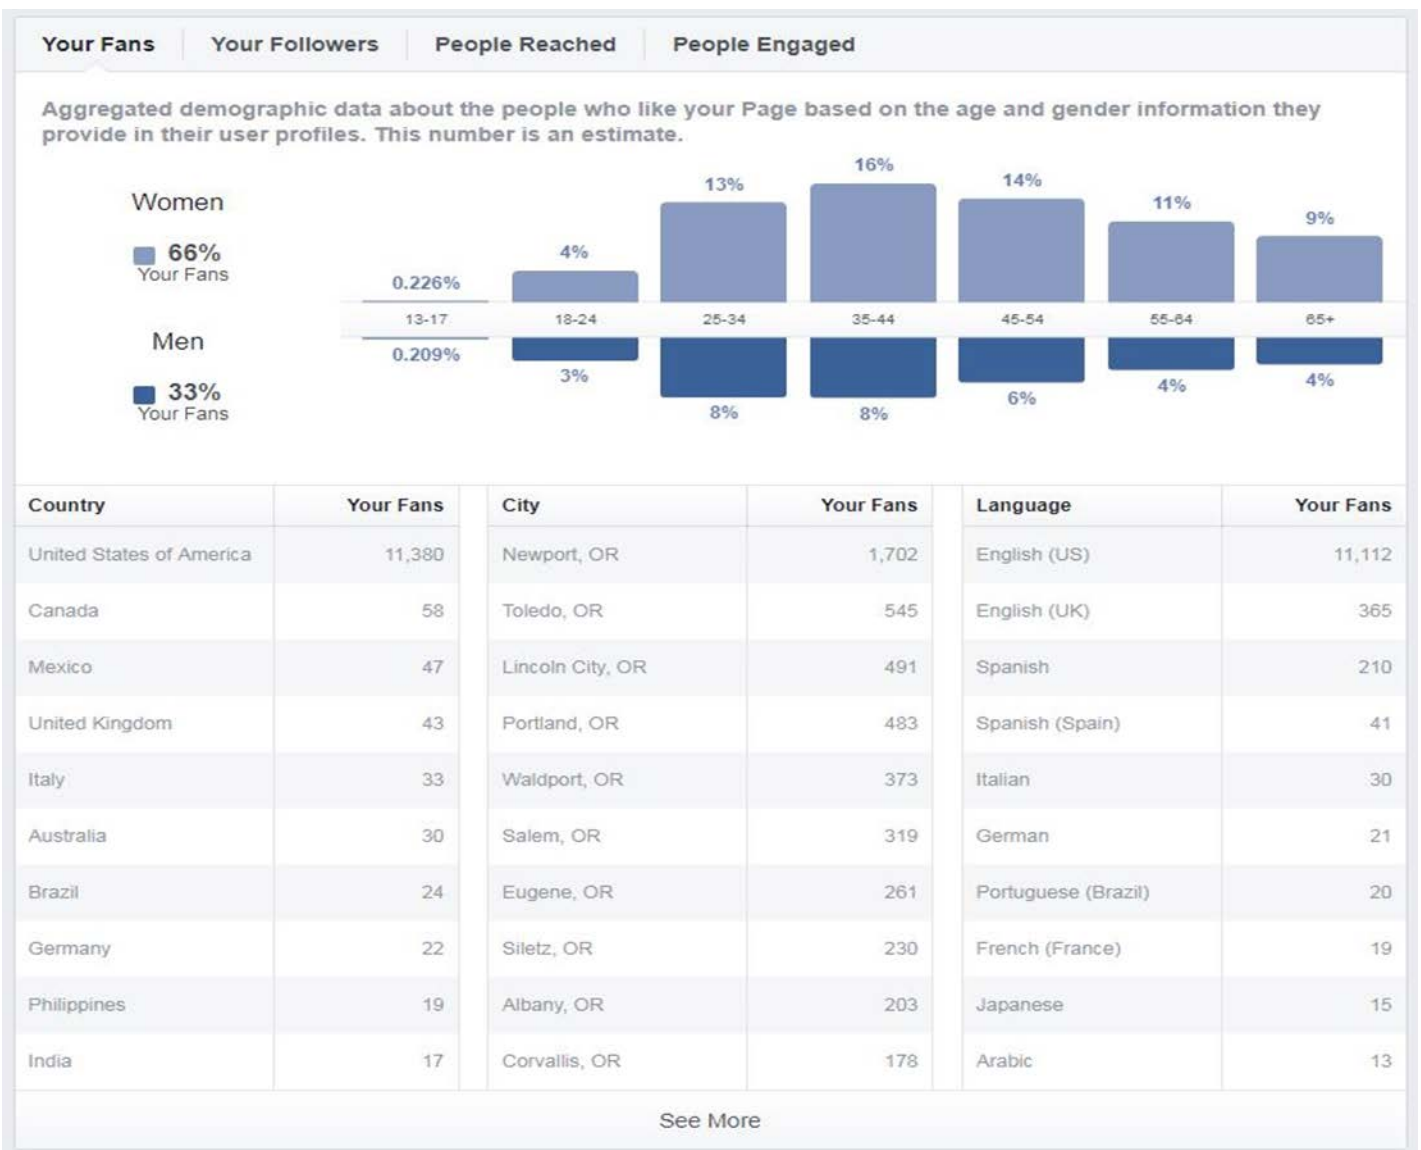 Your Fans Your Followers People Reached People Engaged
Aggregated demographic data about the people who like your Page based on the age and gender information they
provide in their user profiles. This number is an estimate.
Women
66%
Your Fans
0.226% 4% 13% 16% 14% 11% 9%
13-17 18-24 25-34 35-44 45-54 55-64 65+
Men
33%
Your Fans
0.209% 3% 8% 8% 6% 4% 4%
Country Your Fans City Your Fans Language Your Fans
United States of America 11,380 Newport, OR 1,702 English (US) 11,112
Canada 58 Toledo, OR 545 English (UK) 365
Mexico 47 Lincoln City, OR 491 Spanish 210
United Kingdom 43 Portland, OR 483 Spanish (Spain) 41
Italy 33 Waldport, OR 373 Italian 30
Australia 30 Salem, OR 319 German 21
Brazil 24 Eugene, OR 261 Portuguese (Brazil) 20
Germany 22 Siletz, OR 230 French (France) 19
Philippines 19 Albany, OR 203 Japanese 15
India 17 Corvallis, OR 178 Arabic 13
See More